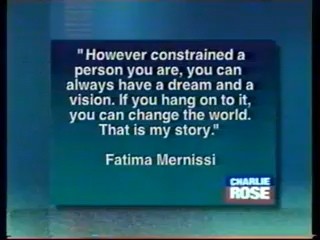 "However constrained a
person you are, you can
always have a dream and a
vision. If you hang on to it,
you can change the world.
That is my story."
Fatima Mernissi
CHARLIE
ROSE